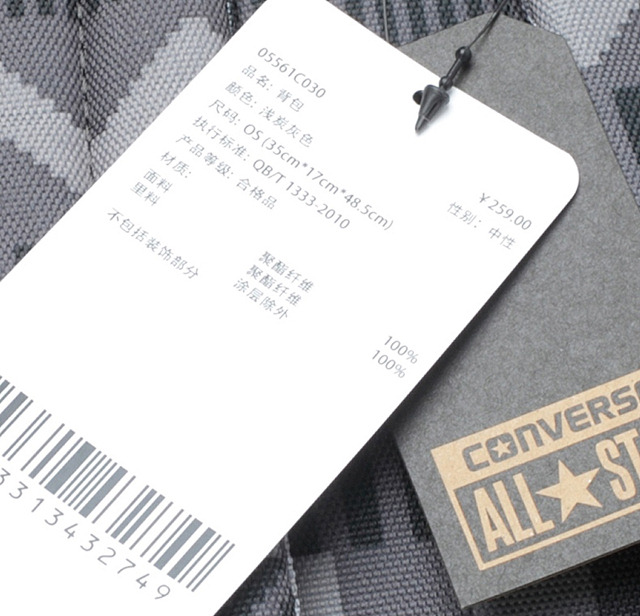 05561C030
品名: 背包
颜色: 浅炭灰色
尺码: OS (35cm*17cm*48.5cm)
执行标准: QB/T 1333-2010
产品等级: 合格品
材质:
面料
里料
不包括装饰部分
聚酯纤维
聚酯纤维
涂层除外
100%
100%
¥259.00
性别: 中性
3313432749
CONVERS
ALL★ST